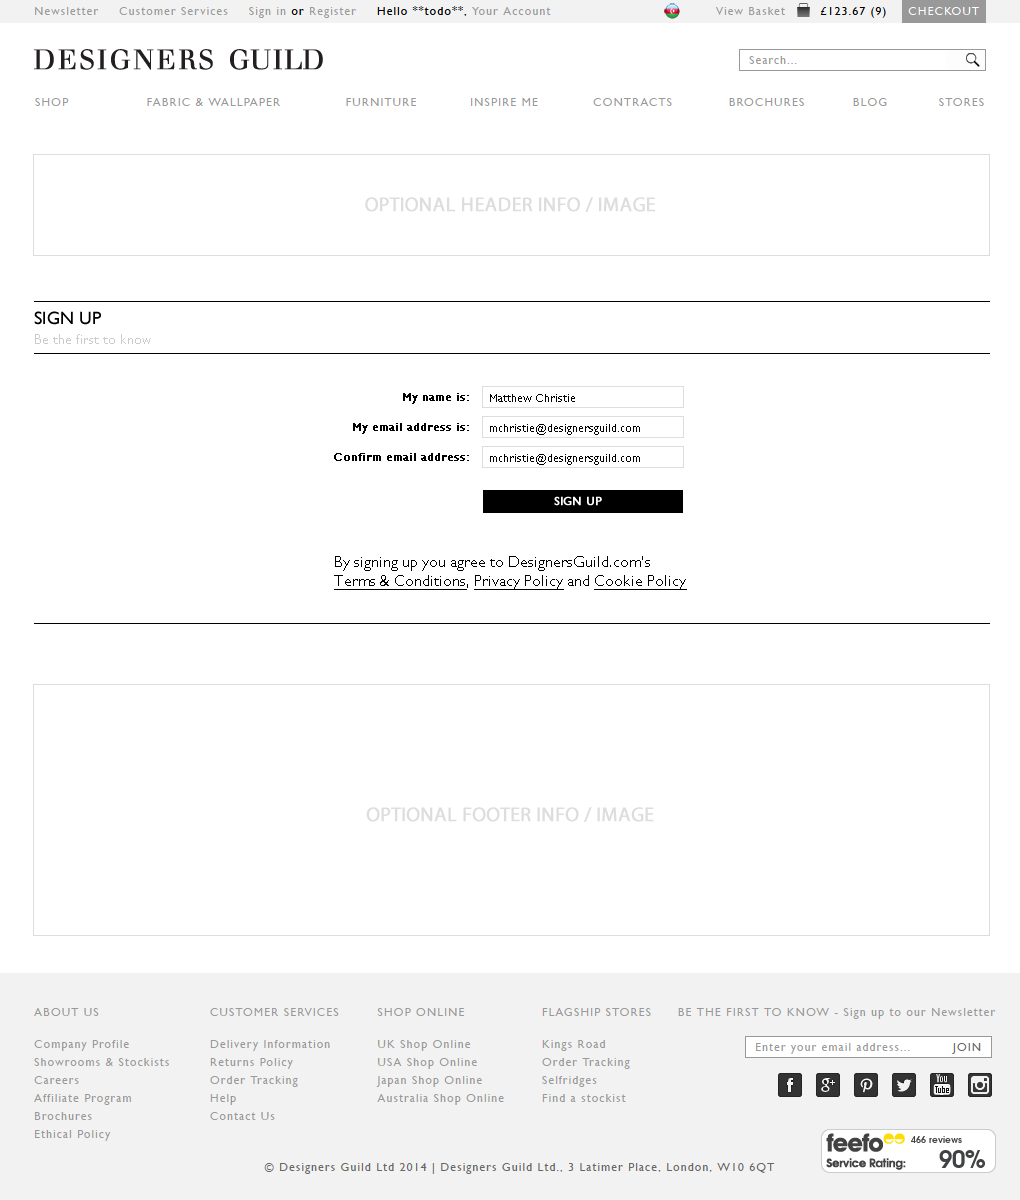 Newsletter Customer Services Sign in or Register Hello **todo**, Your Account View Basket £123.67 (9) CHECKOUT
DESIGNERS GUILD
Search...
SHOP FABRIC & WALLPAPER FURNITURE INSPIRE ME CONTRACTS BROCHURES BLOG STORES
OPTIONAL HEADER INFO / IMAGE
SIGN UP
Be the first to know
My name is: Matthew Christie
My email address is: mchristie@designersguild.com
Confirm email address: mchristie@designersguild.com
SIGN UP
By signing up you agree to DesignersGuild.com's
Terms & Conditions, Privacy Policy and Cookie Policy
OPTIONAL FOOTER INFO / IMAGE
ABOUT US
Company Profile
Showrooms & Stockists
Careers
Affiliate Program
Brochures
Ethical Policy
CUSTOMER SERVICES
Delivery Information
Returns Policy
Order Tracking
Help
Contact Us
SHOP ONLINE
UK Shop Online
USA Shop Online
Japan Shop Online
Australia Shop Online
FLAGSHIP STORES
Kings Road
Order Tracking
Selfridges
Find a stockist
BE THE FIRST TO KNOW - Sign up to our Newsletter
Enter your email address... JOIN
f g+ P You Tube
feefo 466 reviews
Service Rating: 90%
© Designers Guild Ltd 2014 | Designers Guild Ltd., 3 Latimer Place, London, W10 6QT